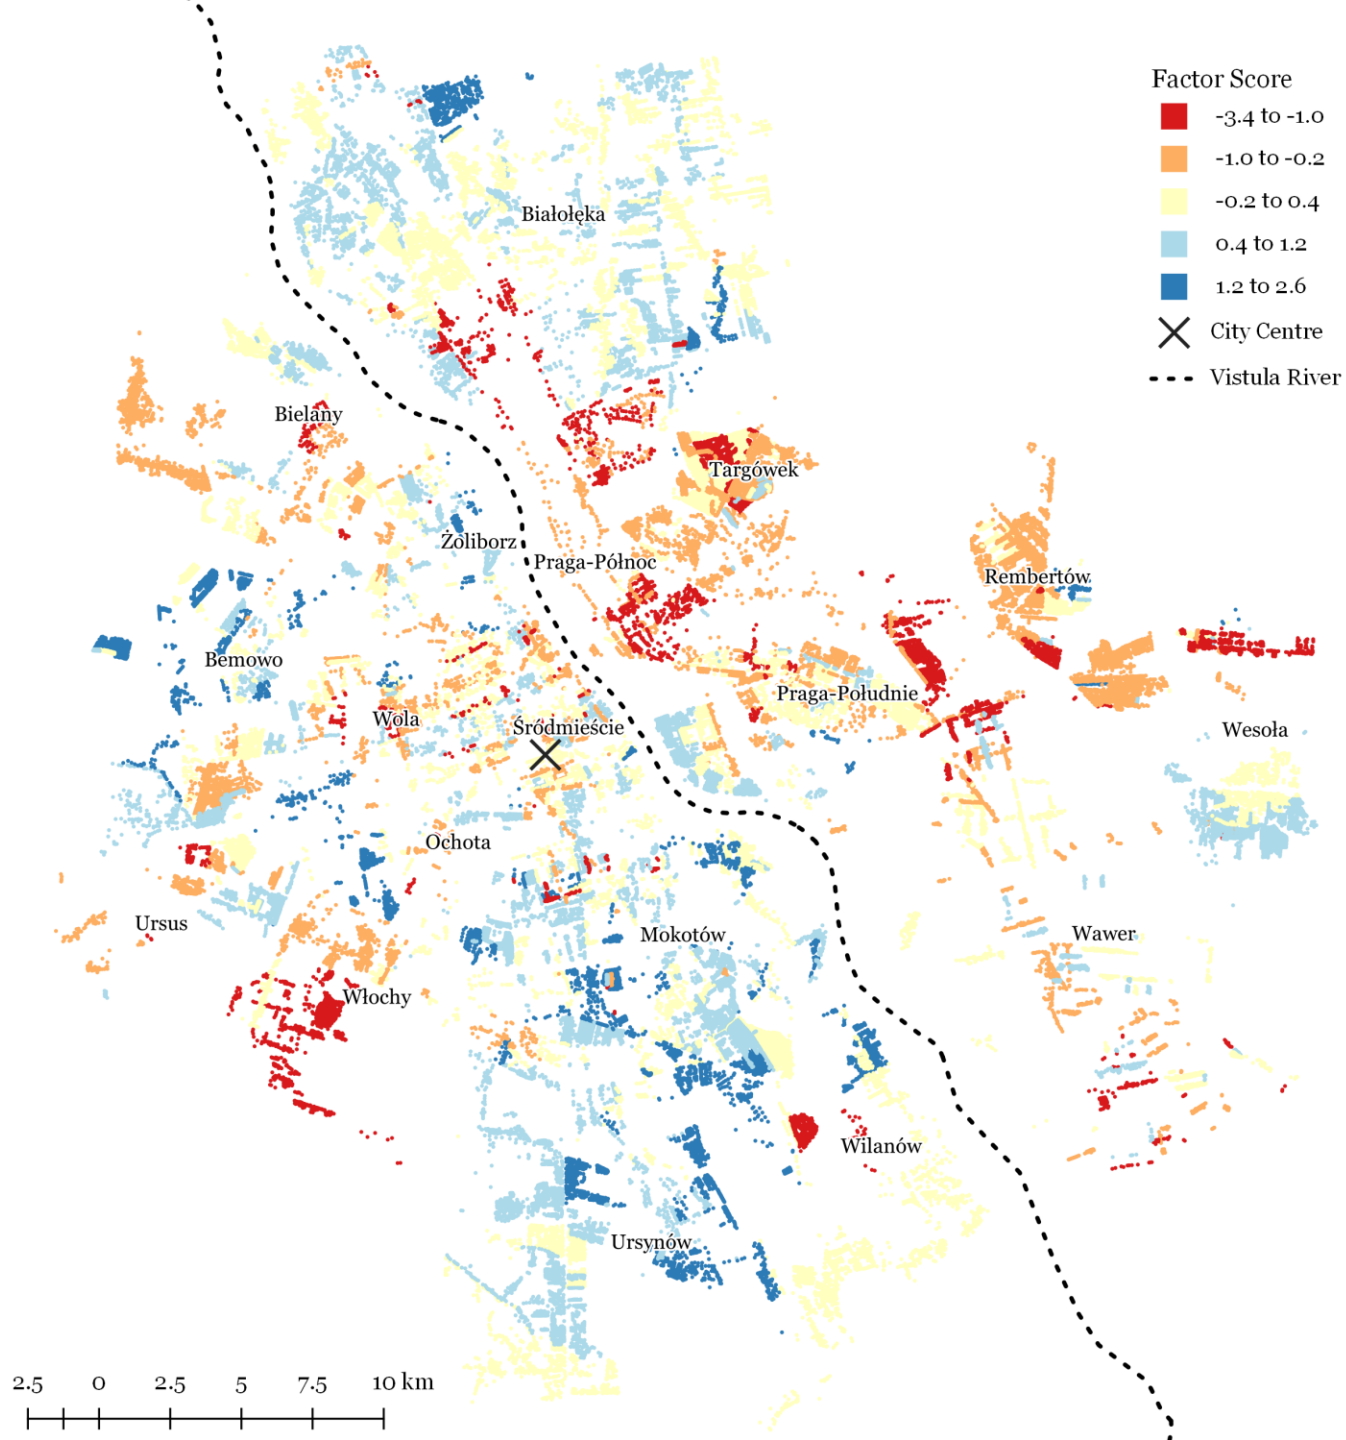 Factor Score
-3.4 to -1.0
-1.0 to -0.2
-0.2 to 0.4
0.4 to 1.2
1.2 to 2.6
City Centre
Vistula River
Białołęka
Bielany
Targówek
Żoliborz
Praga-Północ
Rembertów
Bemowo
Praga-Południe
Wola
Śródmieście
Wesoła
Ochota
Ursus
Mokotów
Wawer
Włochy
Wilanów
Ursynów
2.5 0 2.5 5 7.5 10 km